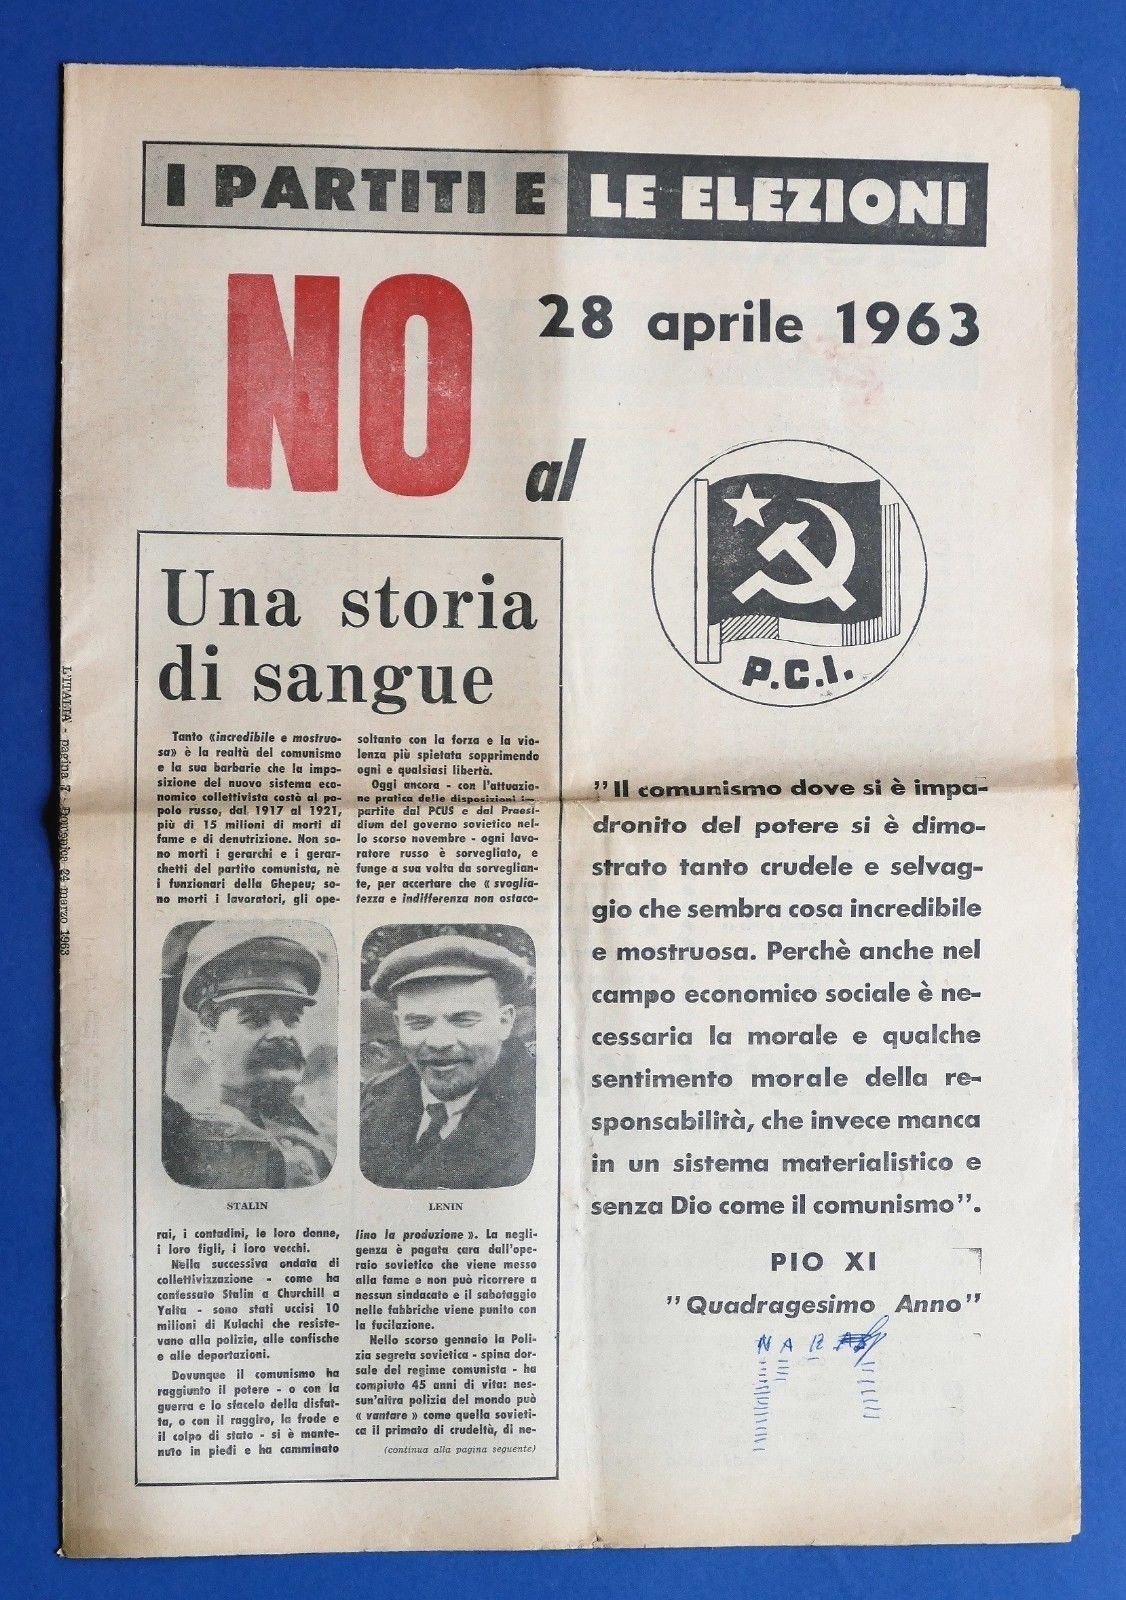 I PARTITI E LE ELEZIONI
NO
28 aprile 1963
al
P.C.I.
Una storia
di sangue
Tanto «incredibile e mostruo-
sa» è la realtà del comunismo
e la sua barbarie che la impo-
sizione del nuovo sistema eco-
nomico collettivista costò al po-
polo russo, dal 1917 al 1921,
più di 15 milioni di morti di
fame e di denutrizione. Non so-
no morti i gerarchi e i gerar-
chetti del partito comunista, nè
i funzionari della Ghepeu; so-
no morti i lavoratori, gli ope-
STALIN
rai, i contadini, le loro donne,
i loro figli, i loro vecchi.
Nella successiva ondata di
collettivizzazione - come ha
confessato Stalin a Churchill a
Yalta - sono stati uccisi 10
milioni di Kulachi che resiste-
vano alla polizia, alle confische
e alle deportazioni.
Dovunque il comunismo ha
raggiunto il potere - o con la
guerra e lo sfacelo della disfat-
ta, o con il raggiro, la frode e
il colpo di stato - si è mante-
nuto in piedi e ha camminato
soltanto con la forza e la vio-
lenza più spietata sopprimendo
ogni e qualsiasi libertà.
Oggi ancora - con l'attuazio-
ne pratica delle disposizioni im-
partite dal PCUS e dal Praesi-
dium del governo sovietico nel-
lo scorso novembre - ogni lavo-
ratore russo è sorvegliato, e
funge a sua volta da sorveglian-
te, per accertare che « svoglia-
tezza e indifferenza non ostaco-
LENIN
lino la produzione ». La negli-
genza è pagata cara dall'ope-
raio sovietico che viene messo
alla fame e non può ricorrere a
nessun sindacato e il sabotaggio
nelle fabbriche viene punito con
la fucilazione.
Nello scorso gennaio la Poli-
zia segreta sovietica - spina dor-
sale del regime comunista - ha
compiuto 45 anni di vita: nes-
sun'altra polizia del mondo può
« vantare » come quella sovieti-
ca il primato di crudeltà, di ne-
(continua alla pagina seguente)
"Il comunismo dove si è impa-
dronito del potere si è dimo-
strato tanto crudele e selvag-
gio che sembra cosa incredibile
e mostruosa. Perchè anche nel
campo economico sociale è ne-
cessaria la morale e qualche
sentimento morale della re-
sponsabilità, che invece manca
in un sistema materialistico e
senza Dio come il comunismo".
PIO XI
"Quadragesimo Anno"
N A R
L'ITALIA - pagina 7 - Domenica 24 marzo 1963